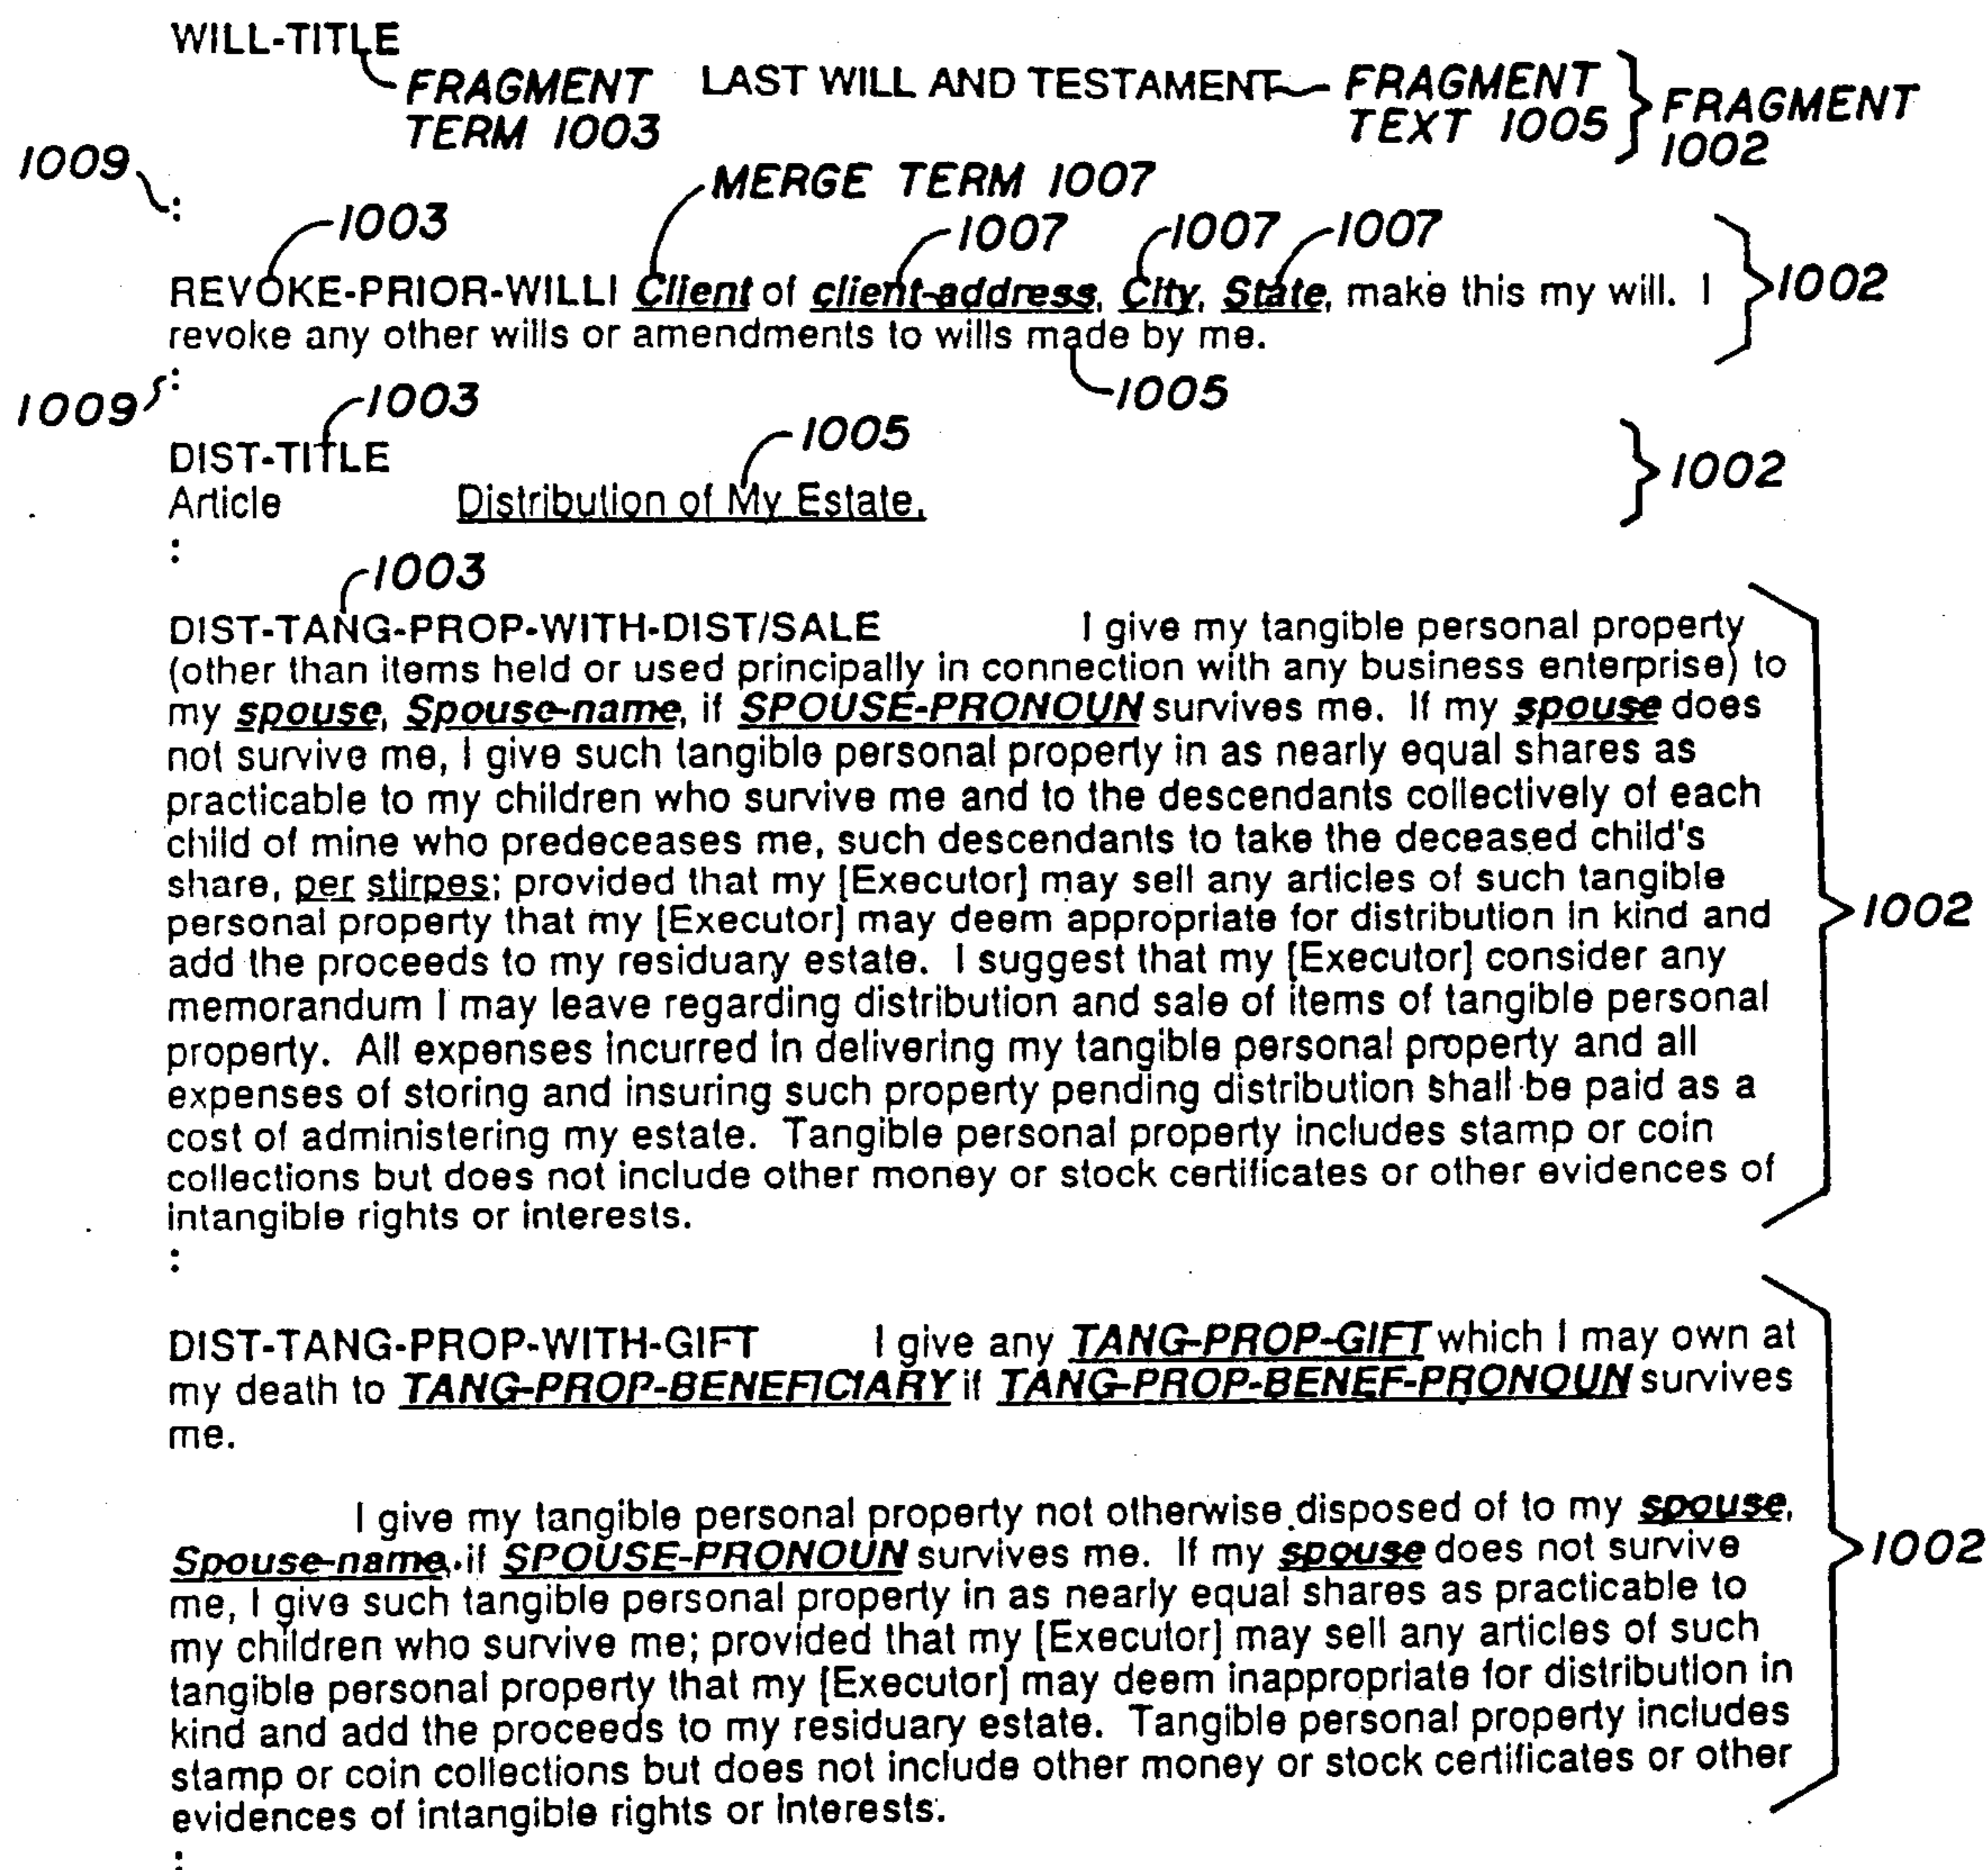 WILL-TITLE
FRAGMENT LAST WILL AND TESTAMENT FRAGMENT
TERM 1003 TEXT 1005 FRAGMENT
1002
1009
:
MERGE TERM 1007
1003 1007 1007 1007
REVOKE-PRIOR-WILLI Client of client-address, City, State, make this my will. I 1002
revoke any other wills or amendments to wills made by me.
:
1009 1003 1005
1005
DIST-TITLE 1002
Article Distribution of My Estate.
:
1003
DIST-TANG-PROP-WITH-DIST/SALE I give my tangible personal property
(other than items held or used principally in connection with any business enterprise) to
my spouse, Spouse-name, if SPOUSE-PRONOUN survives me. If my spouse does
not survive me, I give such tangible personal property in as nearly equal shares as
practicable to my children who survive me and to the descendants collectively of each
child of mine who predeceases me, such descendants to take the deceased child's
share, per stirpes; provided that my [Executor] may sell any articles of such tangible
personal property that my [Executor] may deem appropriate for distribution in kind and 1002
add the proceeds to my residuary estate. I suggest that my [Executor] consider any
memorandum I may leave regarding distribution and sale of items of tangible personal
property. All expenses incurred in delivering my tangible personal property and all
expenses of storing and insuring such property pending distribution shall be paid as a
cost of administering my estate. Tangible personal property includes stamp or coin
collections but does not include other money or stock certificates or other evidences of
intangible rights or interests.
:
DIST-TANG-PROP-WITH-GIFT I give any TANG-PROP-GIFT which I may own at
my death to TANG-PROP-BENEFICIARY if TANG-PROP-BENEF-PRONOUN survives
me.
I give my tangible personal property not otherwise disposed of to my spouse,
Spouse-name, if SPOUSE-PRONOUN survives me. If my spouse does not survive 1002
me, I give such tangible personal property in as nearly equal shares as practicable to
my children who survive me; provided that my [Executor] may sell any articles of such
tangible personal property that my [Executor] may deem inappropriate for distribution in
kind and add the proceeds to my residuary estate. Tangible personal property includes
stamp or coin collections but does not include other money or stock certificates or other
evidences of intangible rights or interests.
: